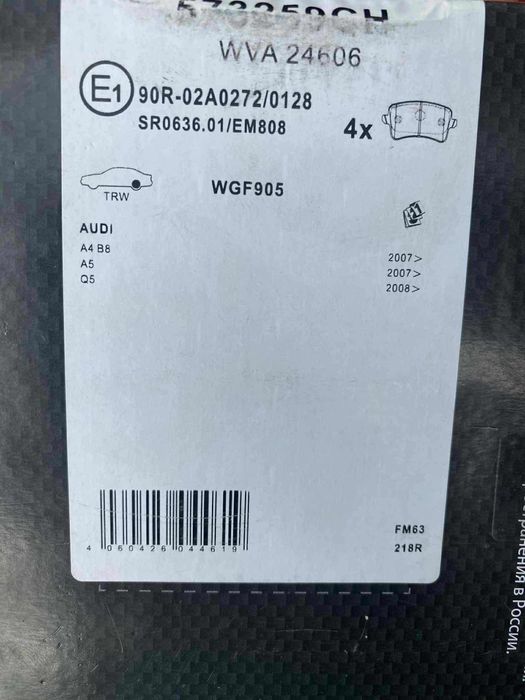 573259CH
WVA 24606
E1
90R-02A0272/0128
SR0636.01/EM808
4x
TRW
WGF905
AUDI
A4 B8 2007>
A5 2007>
Q5 2008>
4 060426 044619
FM63
218R
в России.